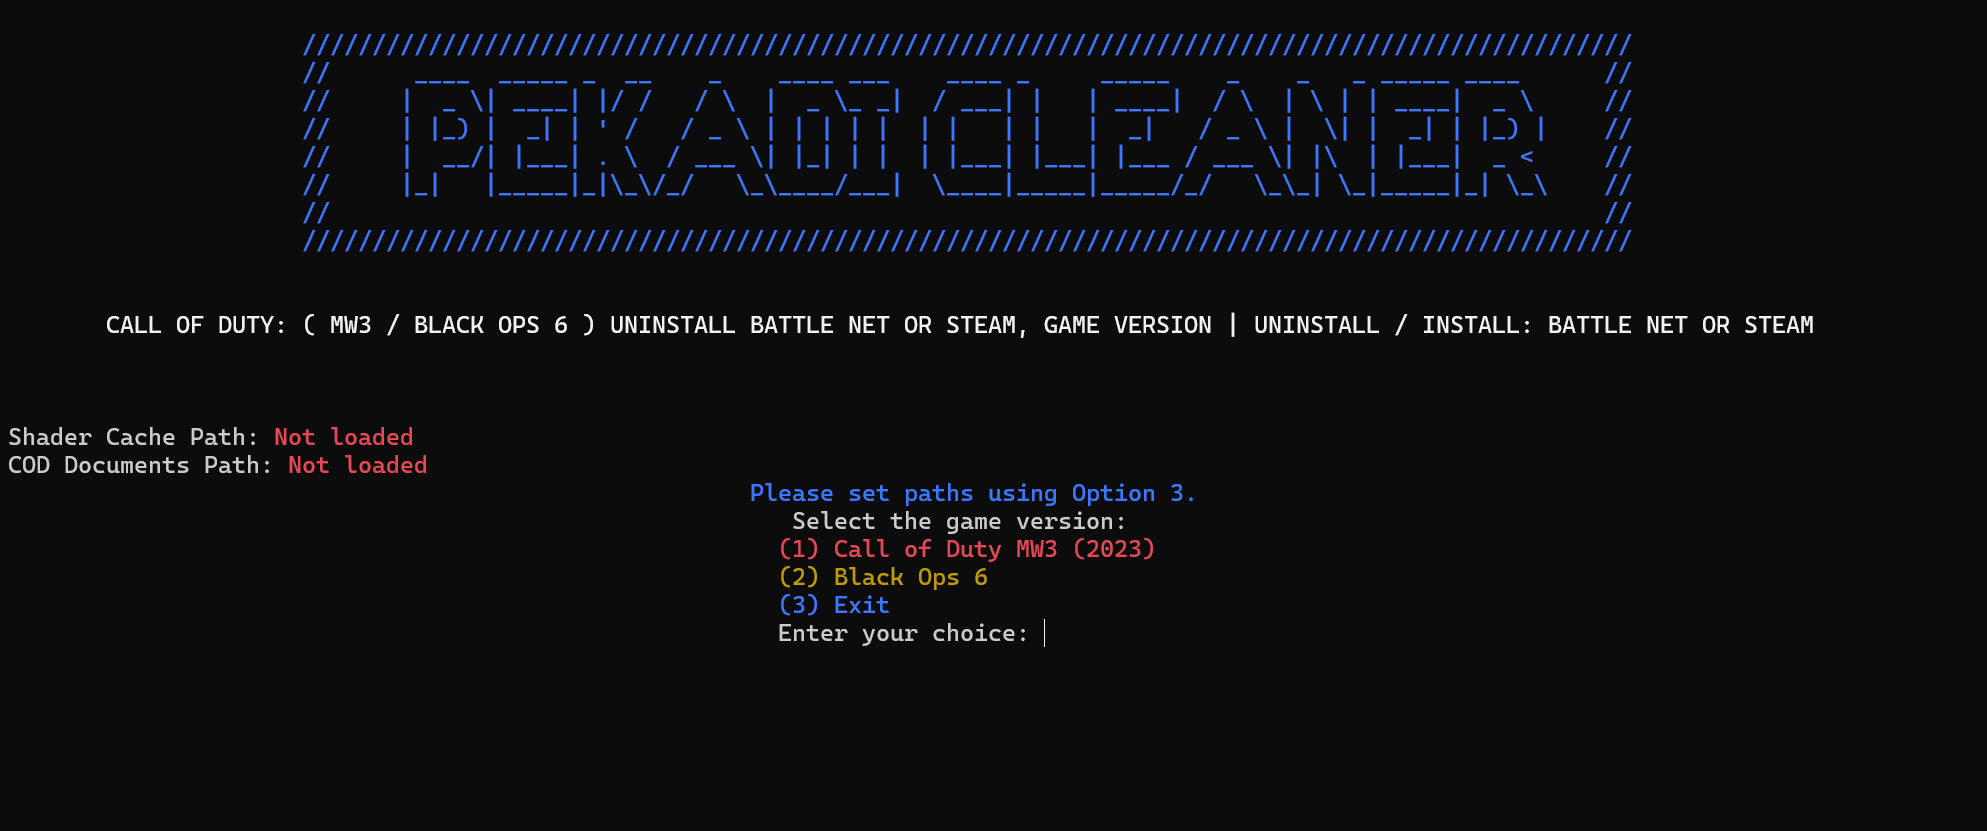 PEKADI CLEANER
CALL OF DUTY: ( MW3 / BLACK OPS 6 ) UNINSTALL BATTLE NET OR STEAM, GAME VERSION | UNINSTALL / INSTALL: BATTLE NET OR STEAM
Shader Cache Path: Not loaded
COD Documents Path: Not loaded
Please set paths using Option 3.
Select the game version:
(1) Call of Duty MW3 (2023)
(2) Black Ops 6
(3) Exit
Enter your choice: